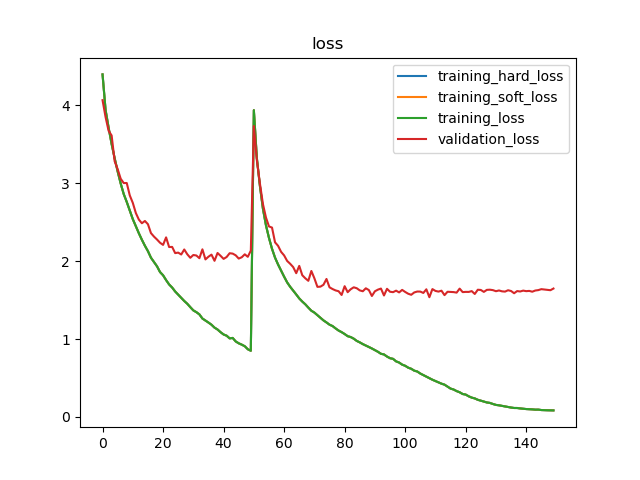 loss
training_hard_loss
training_soft_loss
training_loss
validation_loss
4
3
2
1
0
0 20 40 60 80 100 120 140